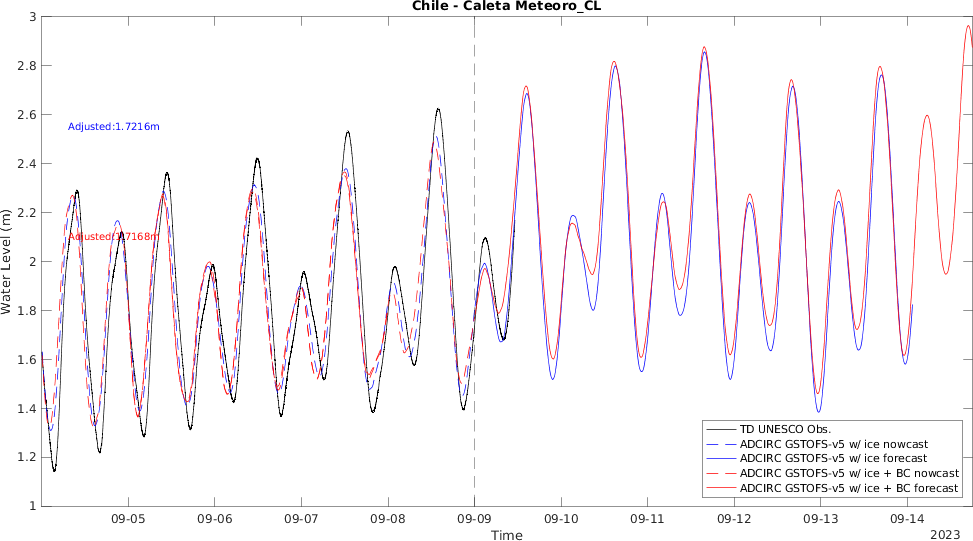 Chile - Caleta Meteoro_CL
3
2.8
2.6
2.4
2.2
2
1.8
1.6
1.4
1.2
1
Water Level (m)
Adjusted:1.7216m
Adjusted:1.7168m
TD UNESCO Obs.
ADCIRC GSTOFS-v5 w/ ice nowcast
ADCIRC GSTOFS-v5 w/ ice forecast
ADCIRC GSTOFS-v5 w/ ice + BC nowcast
ADCIRC GSTOFS-v5 w/ ice + BC forecast
09-05 09-06 09-07 09-08 09-09 09-10 09-11 09-12 09-13 09-14
Time
2023